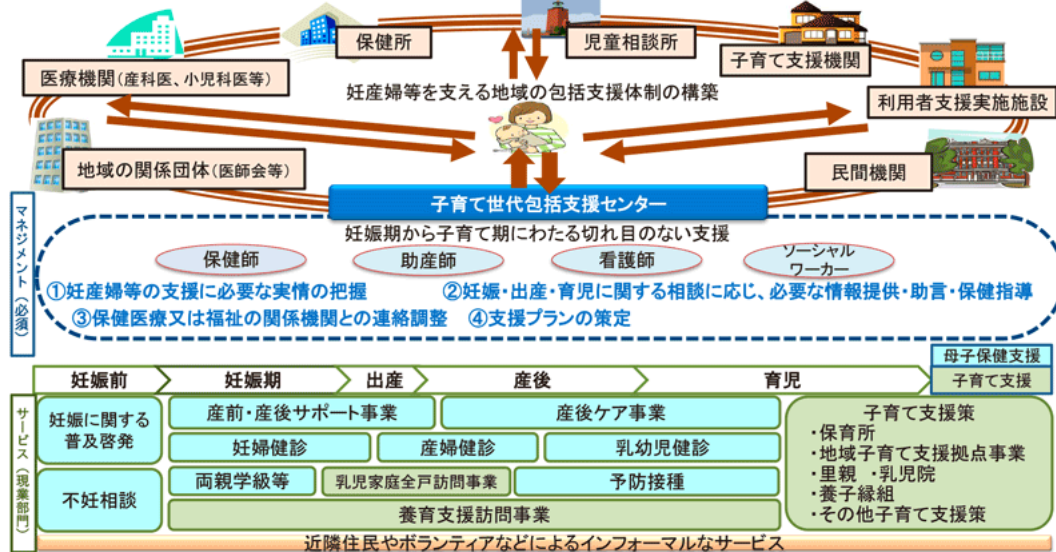 保健所
児童相談所
子育て支援機関
医療機関(産科医、小児科医等)
妊産婦等を支える地域の包括支援体制の構築
利用者支援実施施設
地域の関係団体(医師会等)
民間機関
子育て世代包括支援センター
マネジメント(必須)
妊娠期から子育て期にわたる切れ目のない支援
保健師
助産師
看護師
ソーシャル
ワーカー
①妊産婦等の支援に必要な実情の把握
②妊娠・出産・育児に関する相談に応じ、必要な情報提供・助言・保健指導
③保健医療又は福祉の関係機関との連絡調整
④支援プランの策定
母子保健支援
子育て支援
妊娠前
妊娠期
出産
産後
育児
サービス(現業部門)
妊娠に関する
普及啓発
産前・産後サポート事業
産後ケア事業
妊婦健診
産婦健診
乳幼児健診
不妊相談
両親学級等
乳児家庭全戸訪問事業
予防接種
養育支援訪問事業
子育て支援策
・保育所
・地域子育て支援拠点事業
・里親 ・乳児院
・養子縁組
・その他子育て支援策
近隣住民やボランティアなどによるインフォーマルなサービス